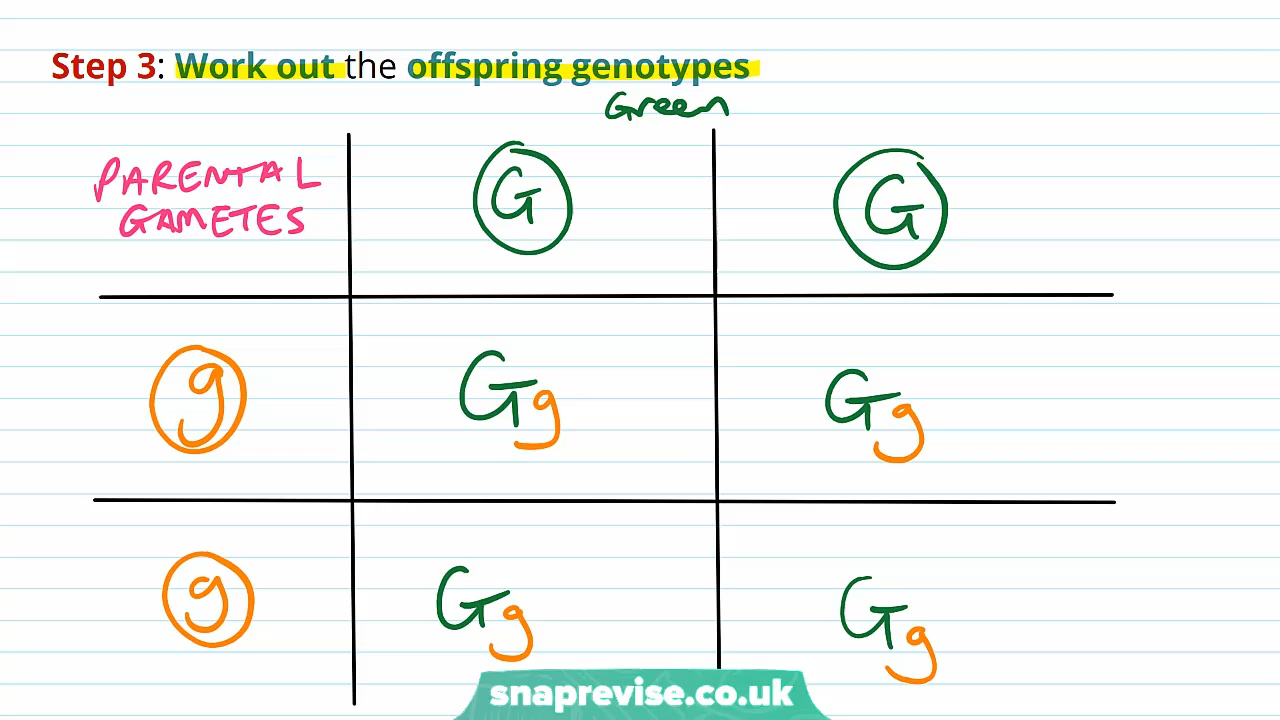 Step 3: Work out the offspring genotypes
Green
PARENTAL
GAMETES
G
G
g
Gg
Gg
g
Gg
Gg
snaprevise.co.uk